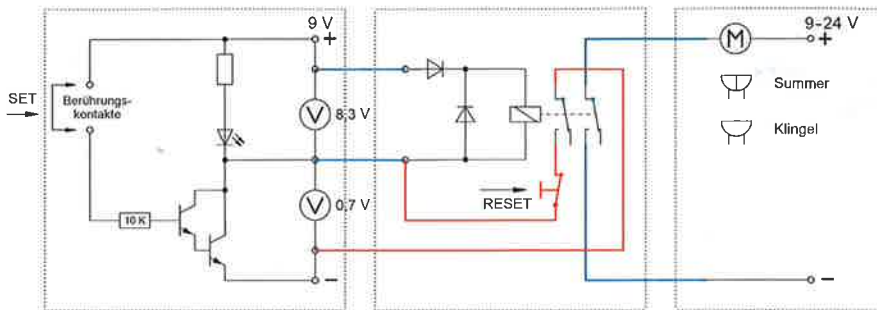 9 V
+
9-24 V
+
M
SET
Berührungs-
kontakte
V
8,3 V
Summer
Klingel
V
0,7 V
RESET
10 K
-
-